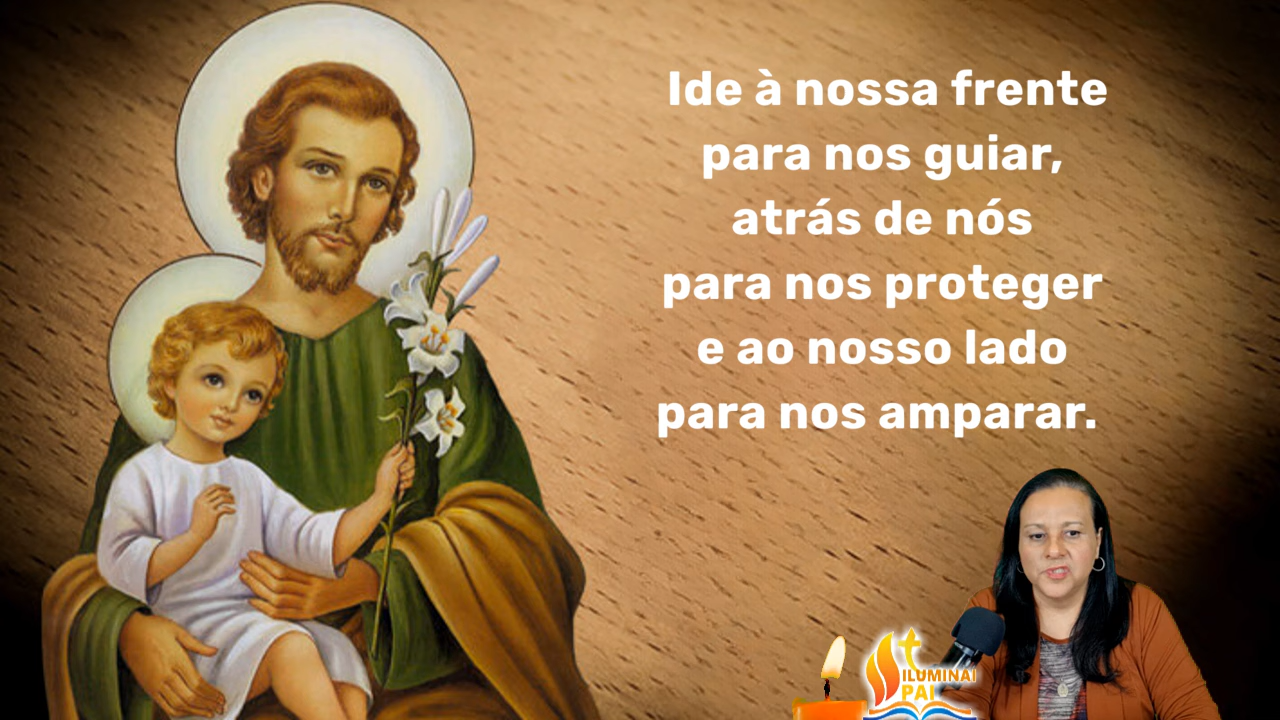 Ide à nossa frente
para nos guiar,
atrás de nós
para nos proteger
e ao nosso lado
para nos amparar.
ILUMINAI
PAI